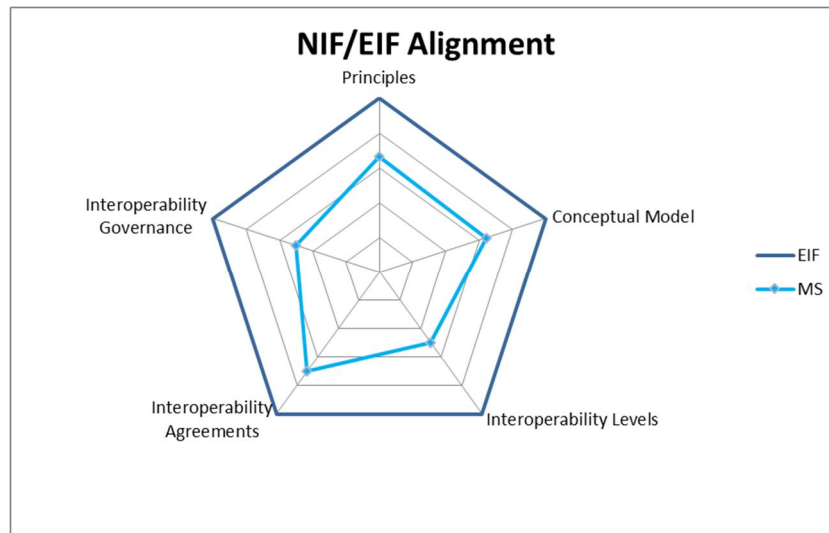 NIF/EIF Alignment
Principles
Interoperability
Governance
Conceptual Model
EIF
MS
Interoperability
Agreements
Interoperability Levels